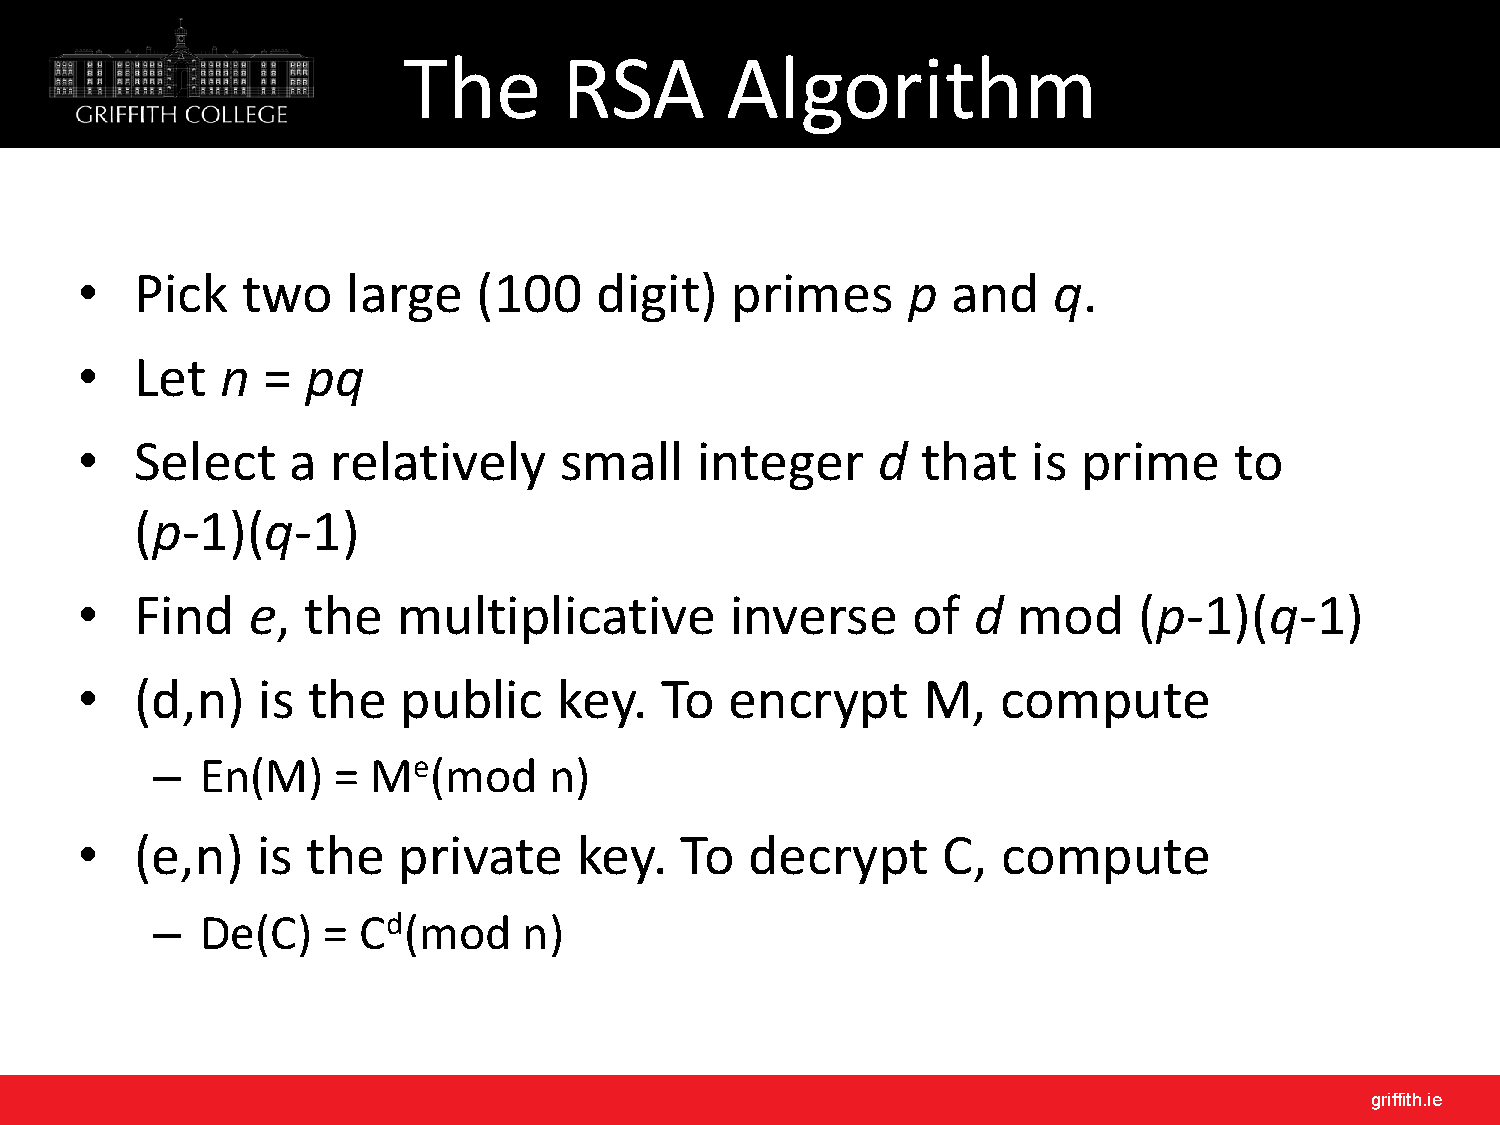 GRIFFITH COLLEGE
The RSA Algorithm
• Pick two large (100 digit) primes p and q.
• Let n = pq
• Select a relatively small integer d that is prime to
(p-1)(q-1)
• Find e, the multiplicative inverse of d mod (p-1)(q-1)
• (d,n) is the public key. To encrypt M, compute
– En(M) = Mᵉ(mod n)
• (e,n) is the private key. To decrypt C, compute
– De(C) = Cᵈ(mod n)
griffith.ie